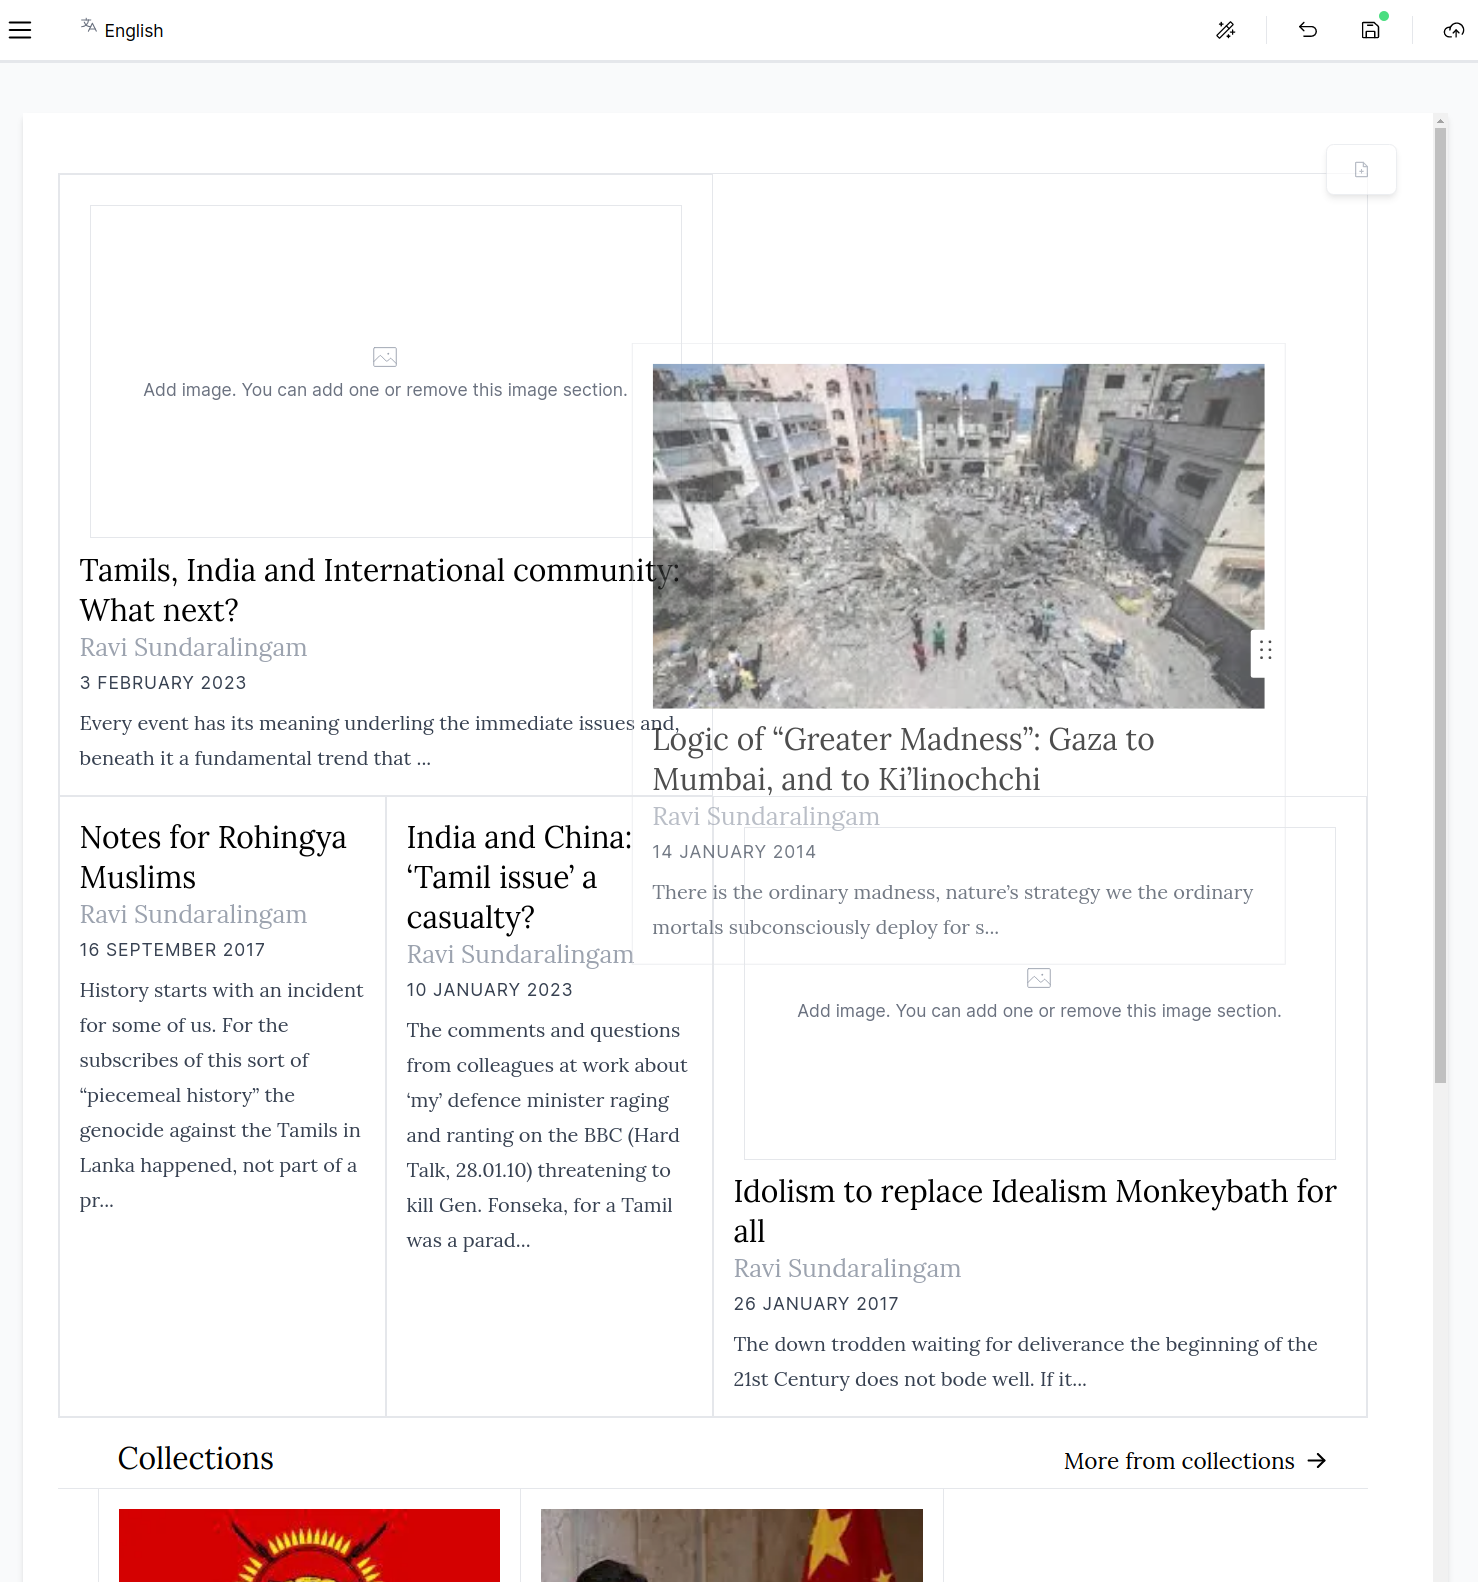 English
Add image. You can add one or remove this image section.
Tamils, India and International community:
What next?
Ravi Sundaralingam
3 FEBRUARY 2023
Every event has its meaning underling the immediate issues and,
beneath it a fundamental trend that ...
Logic of “Greater Madness”: Gaza to
Mumbai, and to Ki’linochchi
Ravi Sundaralingam
14 JANUARY 2014
There is the ordinary madness, nature’s strategy we the ordinary
mortals subconsciously deploy for s...
Notes for Rohingya
Muslims
Ravi Sundaralingam
16 SEPTEMBER 2017
History starts with an incident
for some of us. For the
subscribes of this sort of
“piecemeal history” the
genocide against the Tamils in
Lanka happened, not part of a
pr...
India and China:
‘Tamil issue’ a
casualty?
Ravi Sundaralingam
10 JANUARY 2023
The comments and questions
from colleagues at work about
‘my’ defence minister raging
and ranting on the BBC (Hard
Talk, 28.01.10) threatening to
kill Gen. Fonseka, for a Tamil
was a parad...
Add image. You can add one or remove this image section.
Idolism to replace Idealism Monkeybath for
all
Ravi Sundaralingam
26 JANUARY 2017
The down trodden waiting for deliverance the beginning of the
21st Century does not bode well. If it...
Collections
More from collections